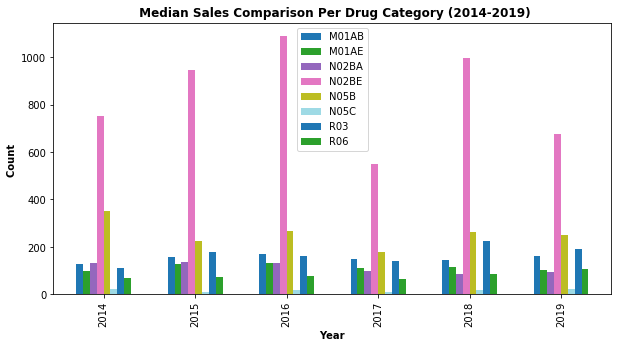 Median Sales Comparison Per Drug Category (2014-2019)
M01AB
M01AE
N02BA
N02BE
N05B
N05C
R03
R06
1000
800
600
400
200
0
Count
2014
2015
2016
2017
2018
2019
Year